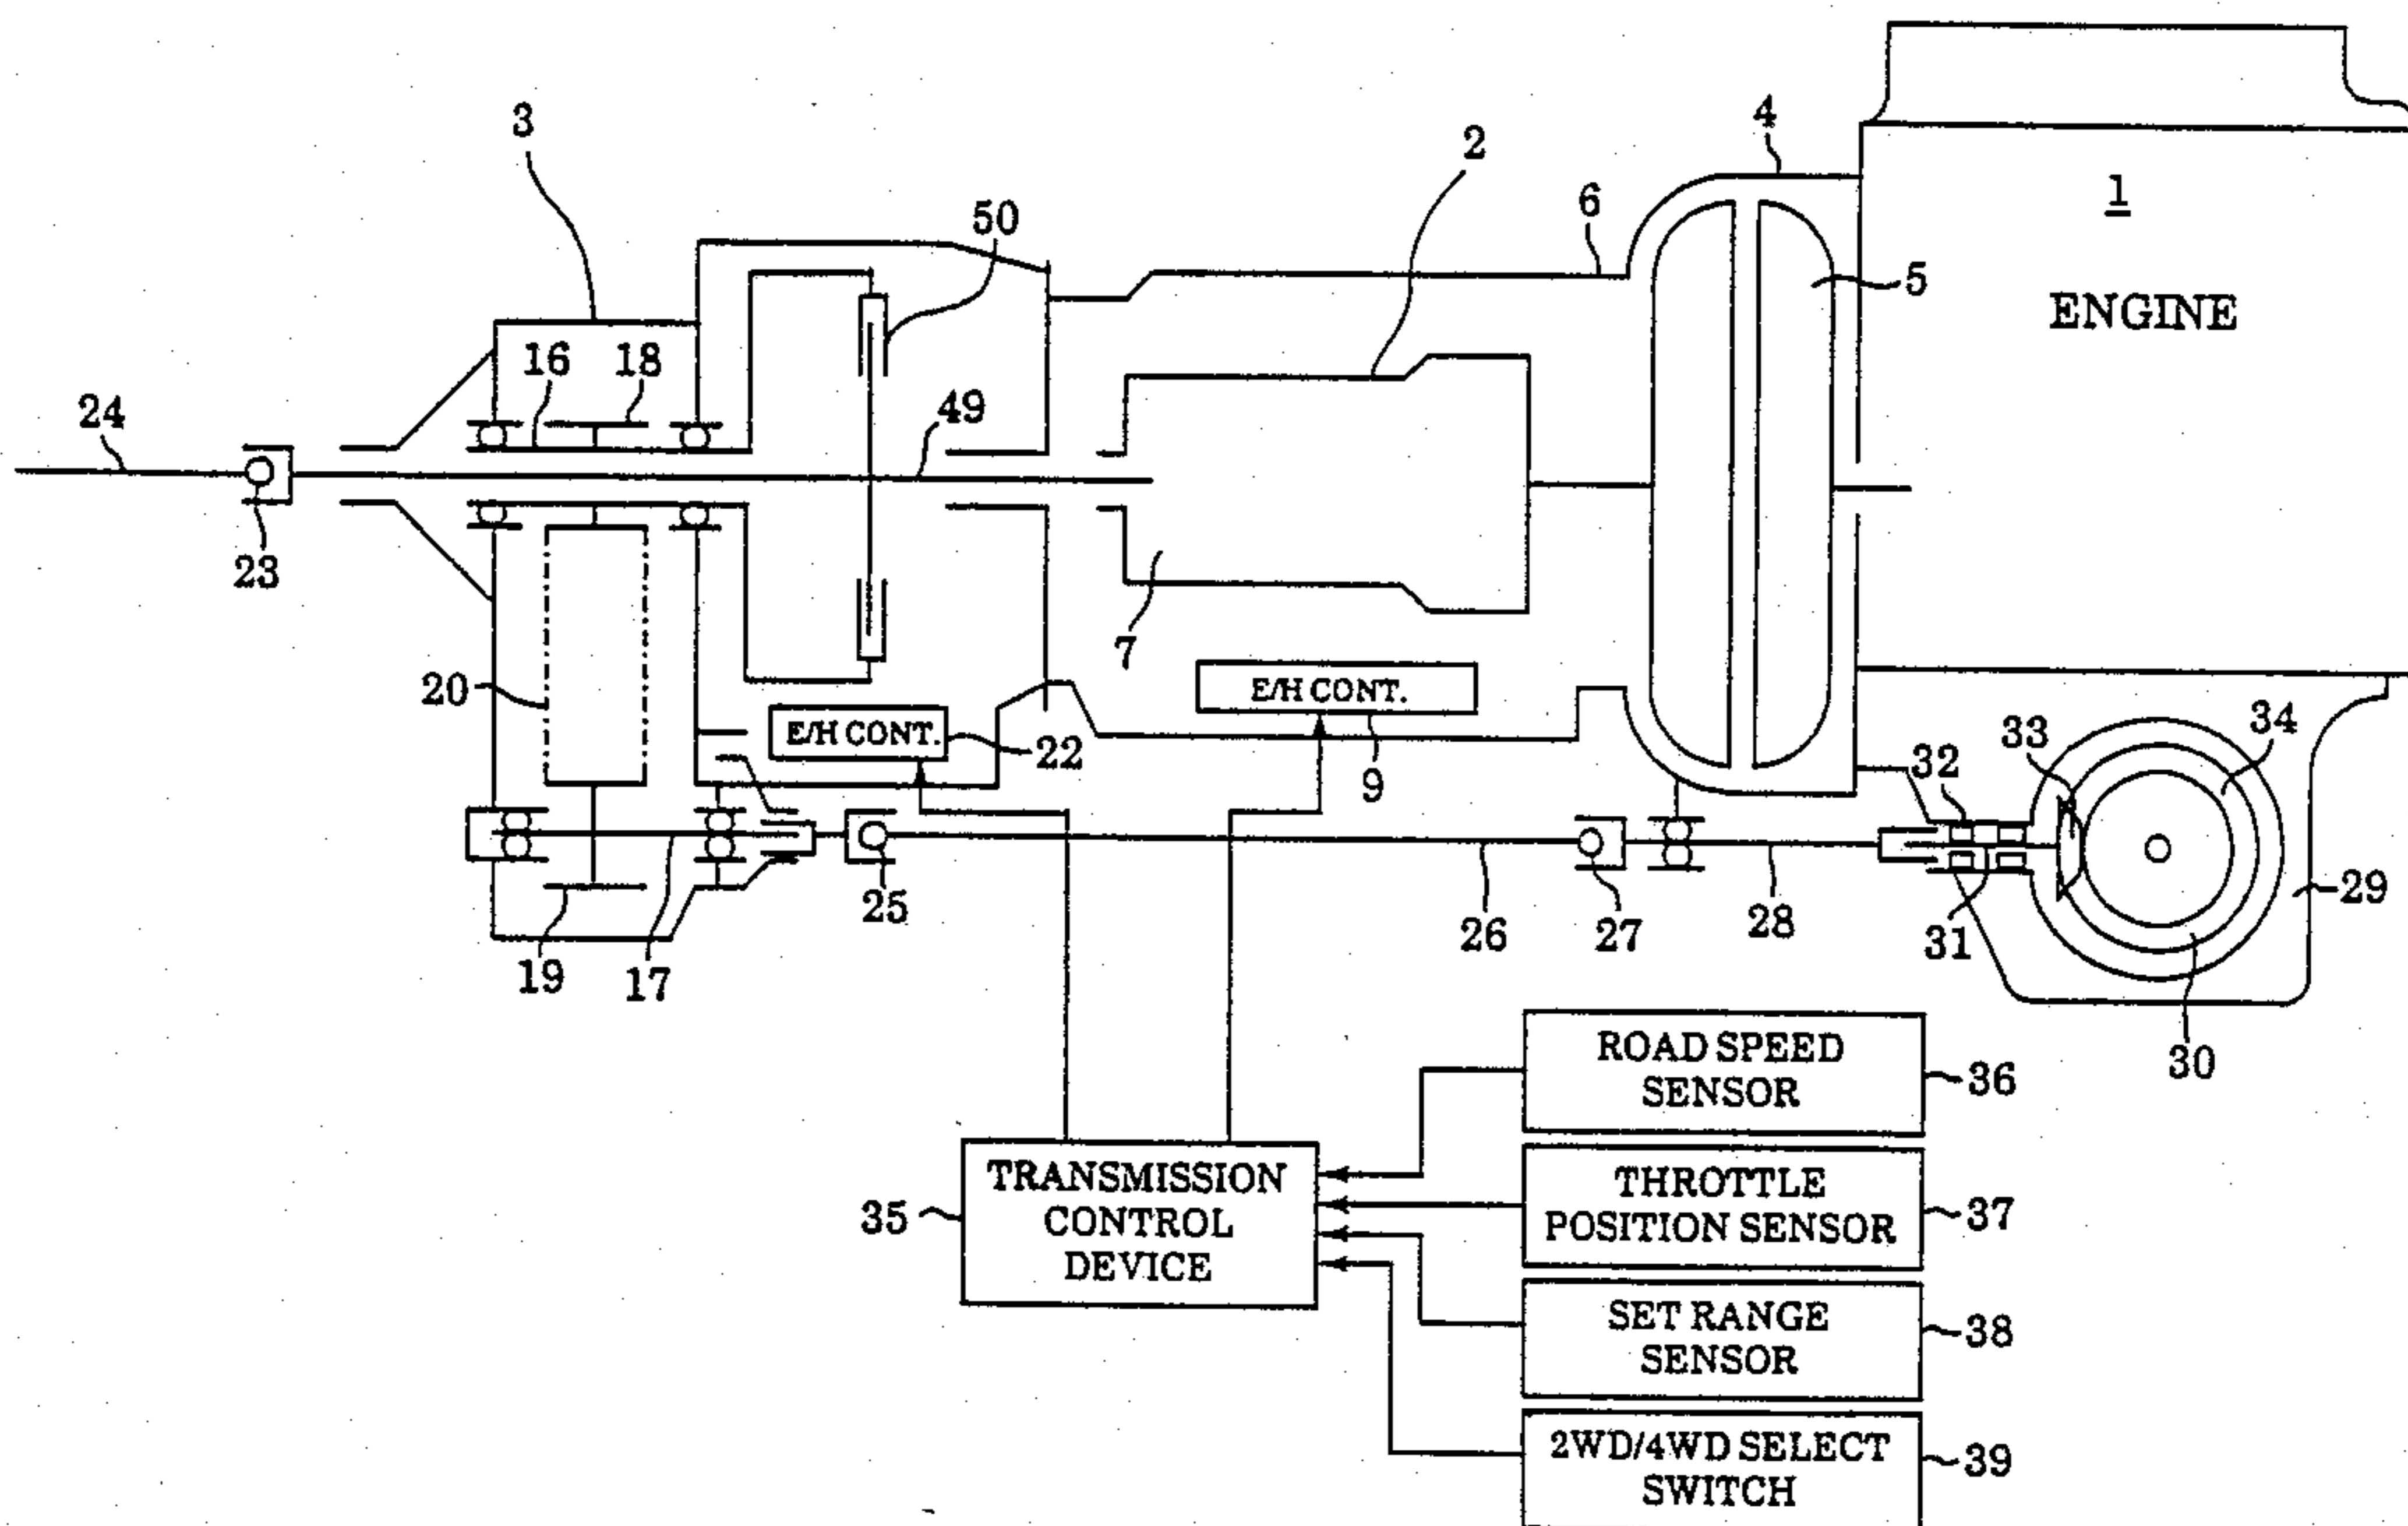 3
4
2
1
50
6
5
ENGINE
16
18
24
49
23
7
20
E/H CONT.
E/H CONT.
22
9
33
34
32
25
26
27
28
31
29
19
17
30
ROAD SPEED
SENSOR
36
TRANSMISSION
CONTROL
DEVICE
35
THROTTLE
POSITION SENSOR
37
SET RANGE
SENSOR
38
2WD/4WD SELECT
SWITCH
39